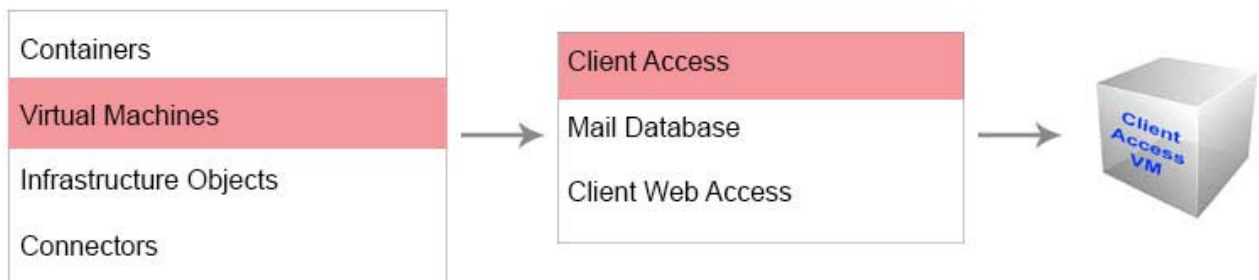 Containers
Virtual Machines
Infrastructure Objects
Connectors
Client Access
Mail Database
Client Web Access
Client
Access
VM